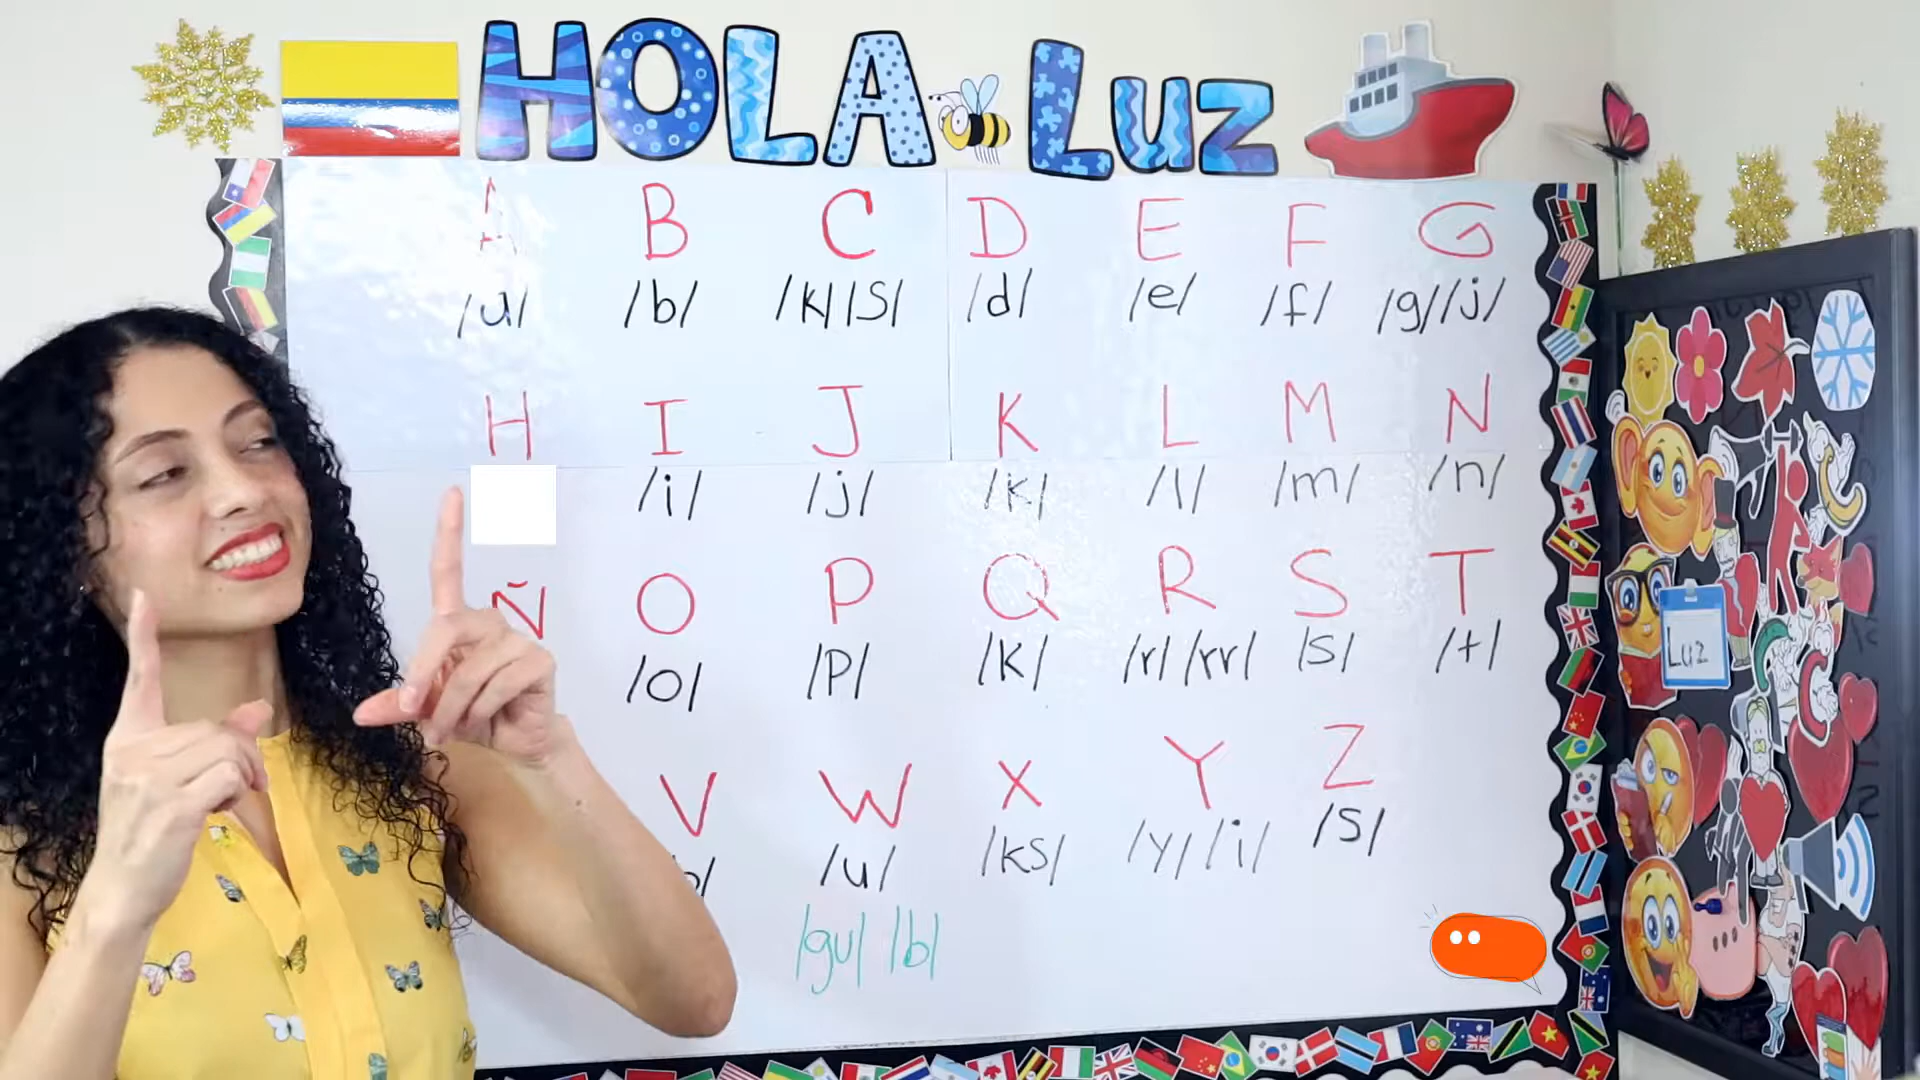 HOLA Luz
A B C D E F G
/a/ /b/ /k/ /s/ /d/ /e/ /f/ /g/ /j/
H I J K L M N
/i/ /j/ /k/ /l/ /m/ /n/
Ñ O P Q R S T
/o/ /p/ /k/ /r/ /rr/ /s/ /t/
V W X Y Z
/u/ /ks/ /y/ /i/ /s/
/gu/ /b/
Luz